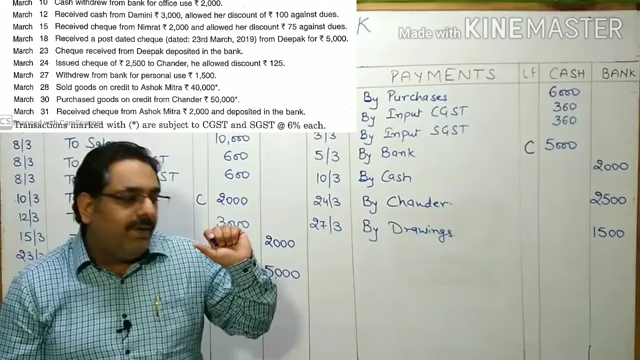 March 10 Cash withdrawn from bank for office use ₹ 2,000.
March 12 Received cash from Damini ₹ 3,000, allowed her discount of ₹ 100 against dues.
March 15 Received cheque from Nimrat ₹ 2,000 and allowed her discount ₹ 75 against dues.
March 18 Received a post dated cheque (dated: 23rd March, 2019) from Deepak for ₹ 5,000.
March 23 Cheque received from Deepak deposited in the bank.
March 24 Issued cheque of ₹ 2,500 to Chander, he allowed discount ₹ 125.
March 27 Withdrew from bank for personal use ₹ 1,500.
March 28 Sold goods on credit to Ashok Mitra ₹ 40,000*.
March 30 Purchased goods on credit from Chander ₹ 50,000*.
March 31 Received cheque from Ashok Mitra ₹ 2,000 and deposited in the bank.
CS
Transactions marked with (*) are subject to CGST and SGST @ 6% each.
K
Made with KINEMASTER
PAYMENTS LF CASH BANK
By Purchases 6000
By Input CGST 360
By Input SGST 360
8/3 To Sale 10,000 3/3
8/3 600 5/3 By Bank C 5000
8/3 ST 600 10/3 By Cash 2000
10/3 C 2000 24/3 By Chander 2500
12/3 3000 27/3 By Drawings 1500
15/3 2000
23/3 5000